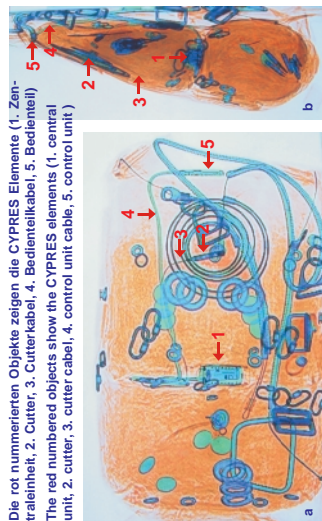 Die rot nummerierten Objekte zeigen die CYPRES Elemente (1. Zen-
traleinheit, 2. Cutter, 3. Cutterkabel, 4. Bedienteilkabel, 5. Bedienteil)
The red numbered objects show the CYPRES elements (1. central
unit, 2. cutter, 3. cutter cabel, 4. control unit cable, 5. control unit )
5
4
2
3
1
b
4
5
3
2
1
a